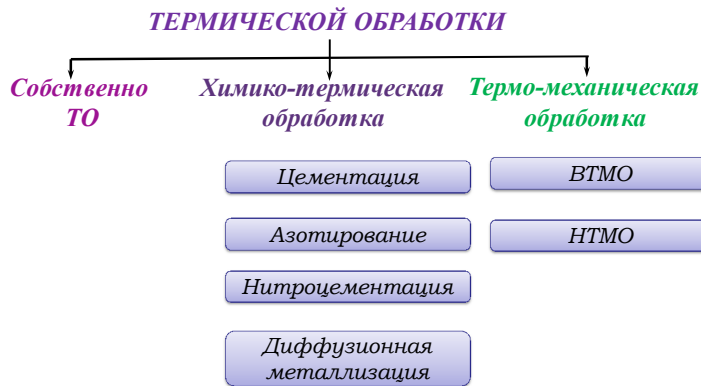 ТЕРМИЧЕСКОЙ ОБРАБОТКИ
Собственно
ТО
Химико-термическая
обработка
Термо-механическая
обработка
Цементация
Азотирование
Нитроцементация
Диффузионная
металлизация
ВТМО
НТМО